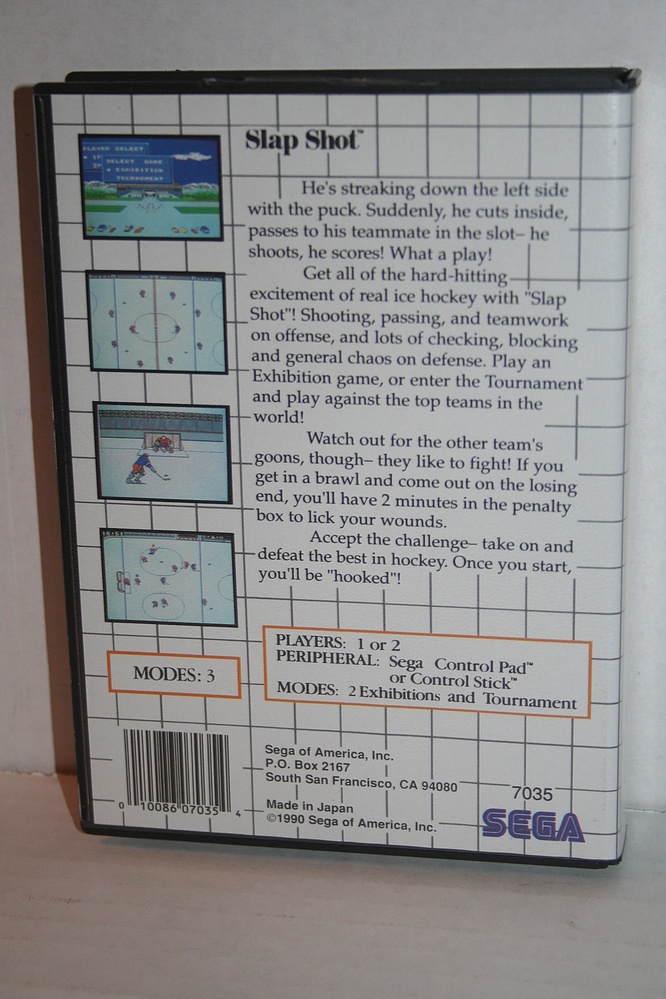 Slap Shot™
He's streaking down the left side
with the puck. Suddenly, he cuts inside,
passes to his teammate in the slot– he
shoots, he scores! What a play!
Get all of the hard-hitting
excitement of real ice hockey with "Slap
Shot"! Shooting, passing, and teamwork
on offense, and lots of checking, blocking
and general chaos on defense. Play an
Exhibition game, or enter the Tournament
and play against the top teams in the
world!
Watch out for the other team's
goons, though– they like to fight! If you
get in a brawl and come out on the losing
end, you'll have 2 minutes in the penalty
box to lick your wounds.
Accept the challenge– take on and
defeat the best in hockey. Once you start,
you'll be "hooked"!
PLAYER SELECT
1P
2P
SELECT GAME
EXHIBITION
TOURNAMENT
MODES: 3
PLAYERS: 1 or 2
PERIPHERAL: Sega Control Pad™
or Control Stick™
MODES: 2 Exhibitions and Tournament
0 10086 07035 4
Sega of America, Inc.
P.O. Box 2167
South San Francisco, CA 94080
Made in Japan
©1990 Sega of America, Inc.
7035
SEGA